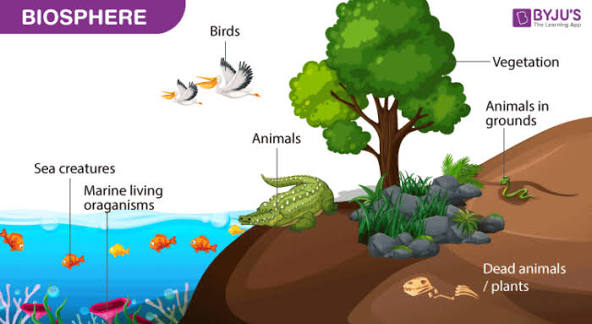 BIOSPHERE
BYJU'S
The Learning App
Birds
Vegetation
Animals in
grounds
Animals
Sea creatures
Marine living
oraganisms
Dead animals
/ plants